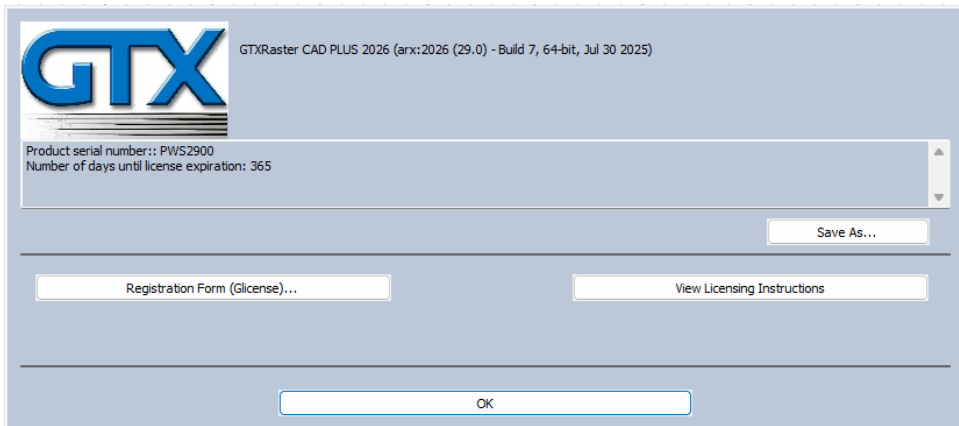 GTX
GTXRaster CAD PLUS 2026 (arx:2026 (29.0) - Build 7, 64-bit, Jul 30 2025)
Product serial number:: PWS2900
Number of days until license expiration: 365
Save As...
Registration Form (Glicense)...
View Licensing Instructions
OK